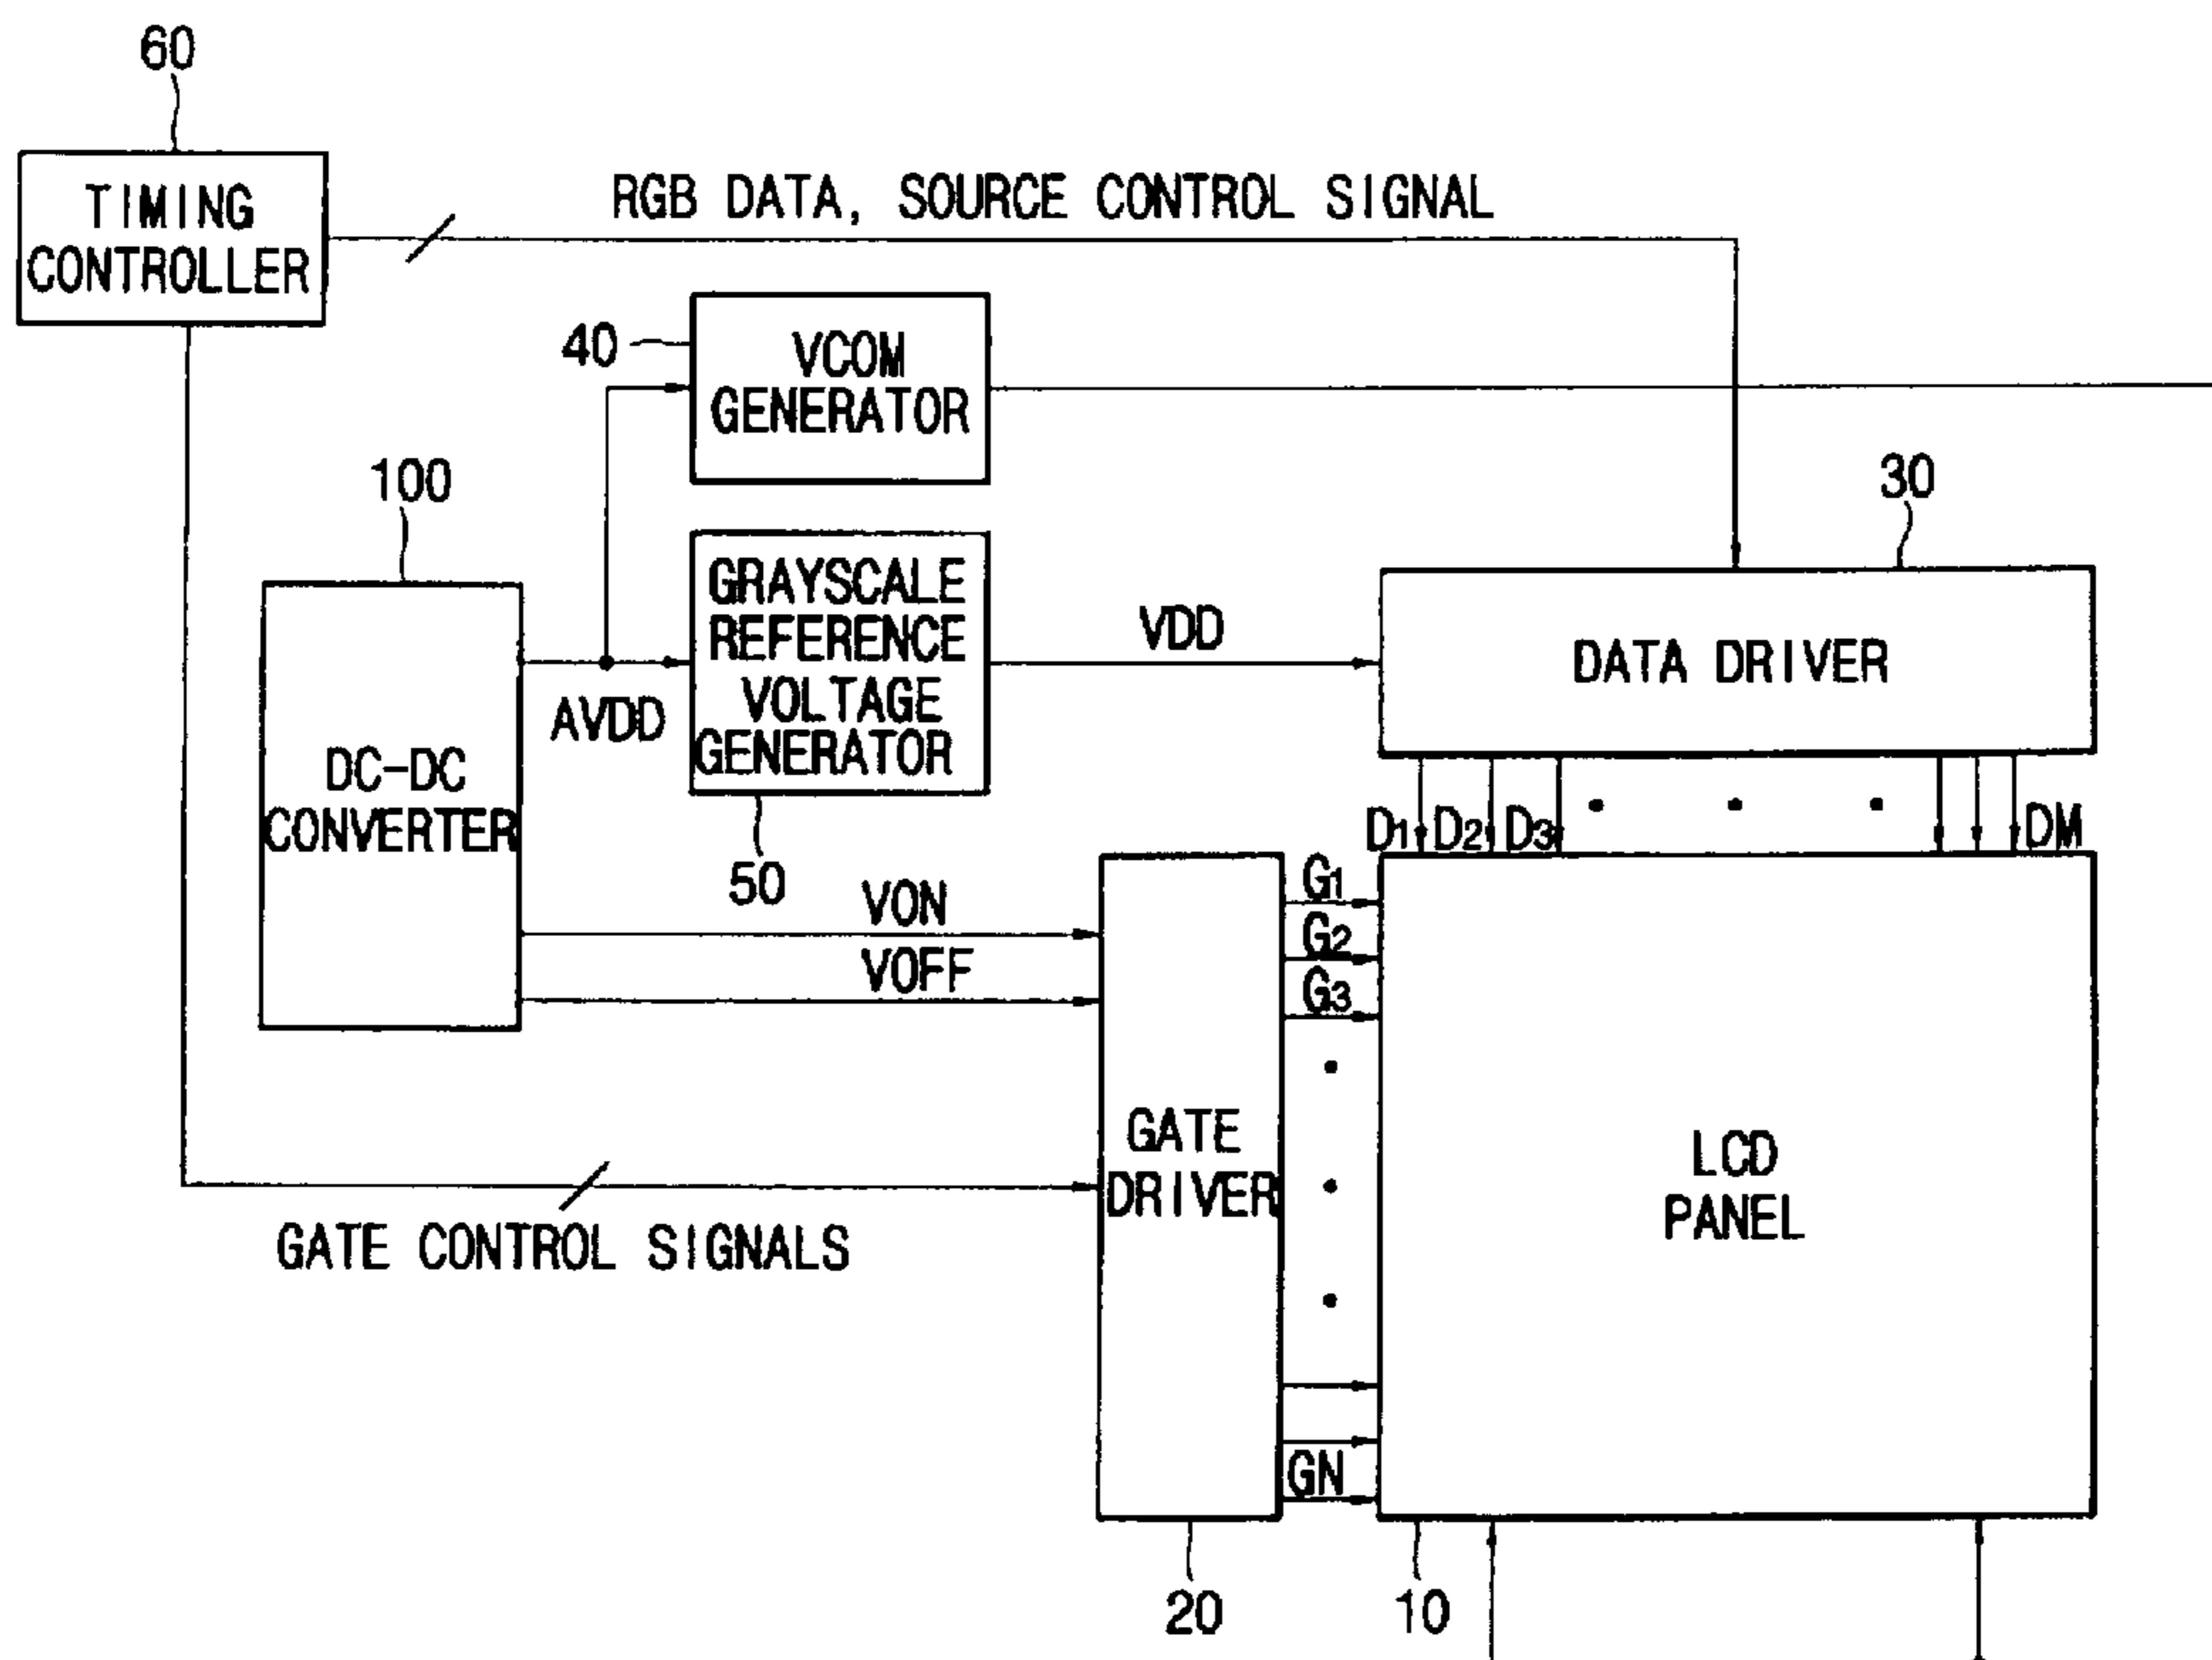 60
TIMING
CONTROLLER
RGB DATA, SOURCE CONTROL SIGNAL
40
VCOM
GENERATOR
100
30
GRAYSCALE
REFERENCE
VOLTAGE
GENERATOR
VDD
DATA DRIVER
AVDD
DC-DC
CONVERTER
50
D1 D2 D3 DM
VON
VOFF
G1
G2
G3
GATE
DRIVER
LCD
PANEL
GATE CONTROL SIGNALS
GN
20
10